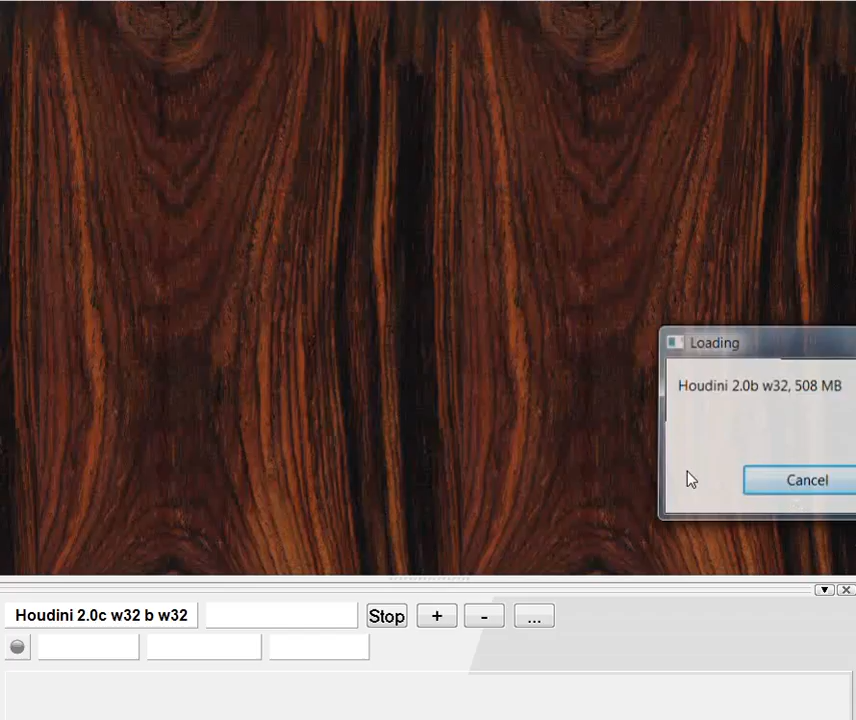 Loading
Houdini 2.0b w32, 508 MB
Cancel
Houdini 2.0c w32 b w32
Stop
+
-
...